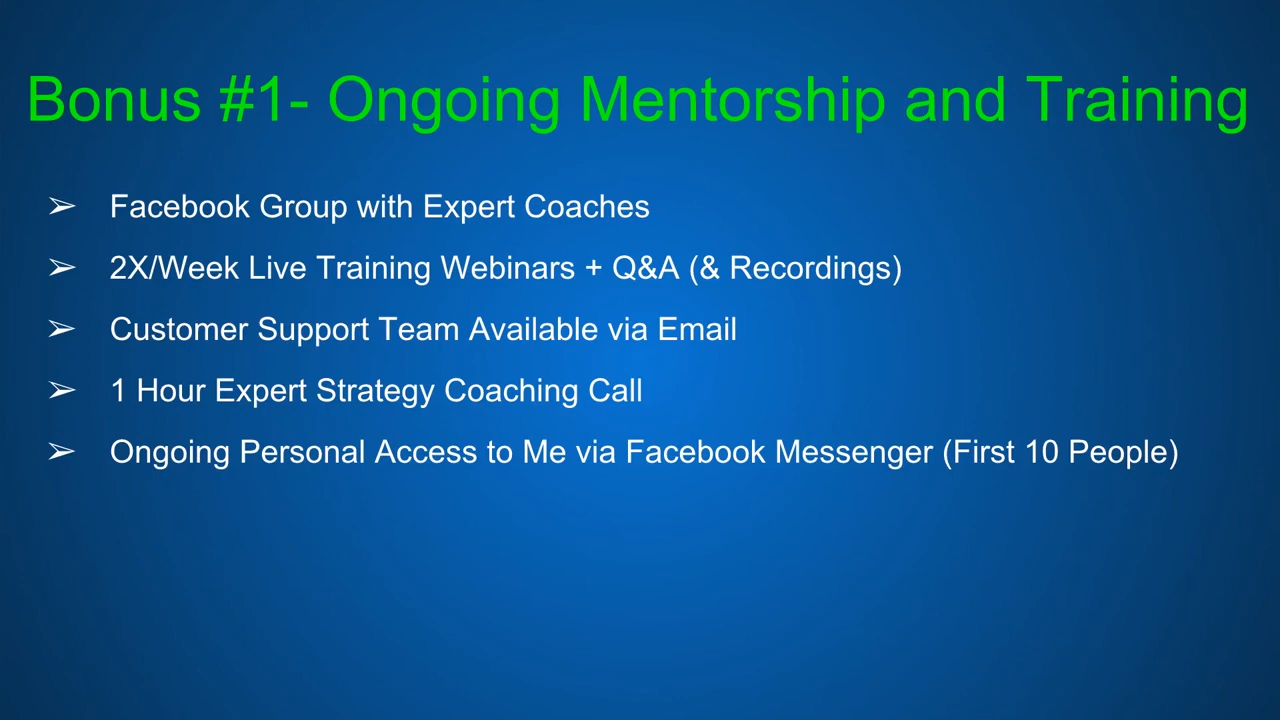 Bonus #1- Ongoing Mentorship and Training
➢ Facebook Group with Expert Coaches
➢ 2X/Week Live Training Webinars + Q&A (& Recordings)
➢ Customer Support Team Available via Email
➢ 1 Hour Expert Strategy Coaching Call
➢ Ongoing Personal Access to Me via Facebook Messenger (First 10 People)